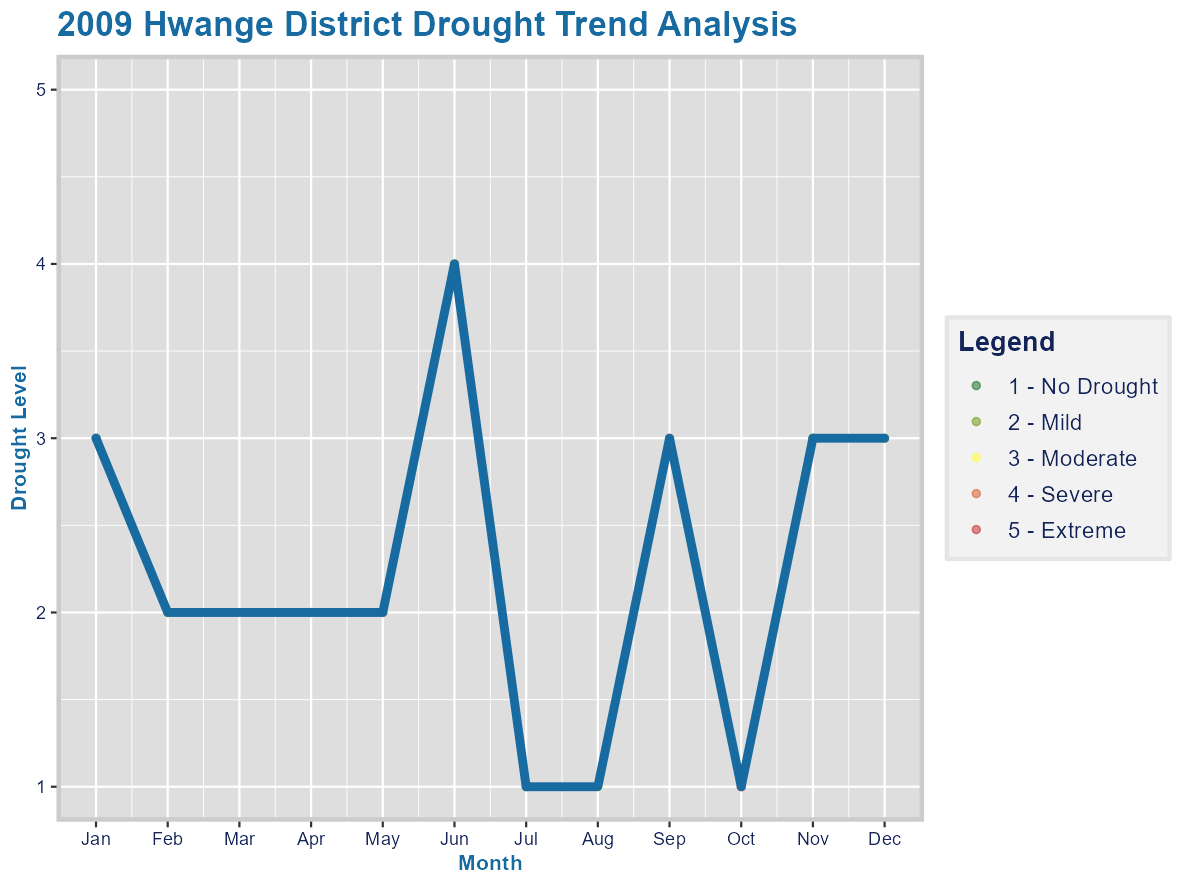 2009 Hwange District Drought Trend Analysis
Drought Level
5
4
3
2
1
Jan Feb Mar Apr May Jun Jul Aug Sep Oct Nov Dec
Month
Legend
1 - No Drought
2 - Mild
3 - Moderate
4 - Severe
5 - Extreme